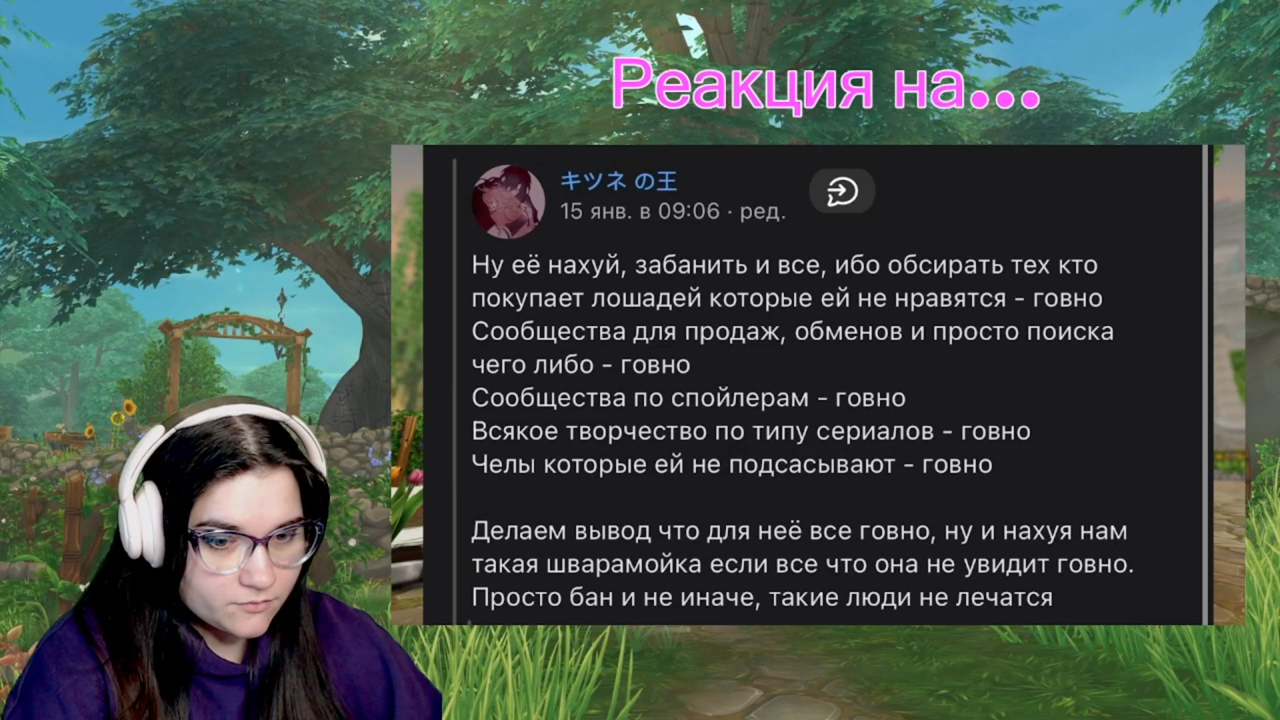 Реакция на...
キツネ の王
15 янв. в 09:06 · ред.
Ну её нахуй, забанить и все, ибо обсирать тех кто
покупает лошадей которые ей не нравятся - говно
Сообщества для продаж, обменов и просто поиска
чего либо - говно
Сообщества по спойлерам - говно
Всякое творчество по типу сериалов - говно
Челы которые ей не подсасывают - говно
Делаем вывод что для неё все говно, ну и нахуя нам
такая шварамойка если все что она не увидит говно.
Просто бан и не иначе, такие люди не лечатся